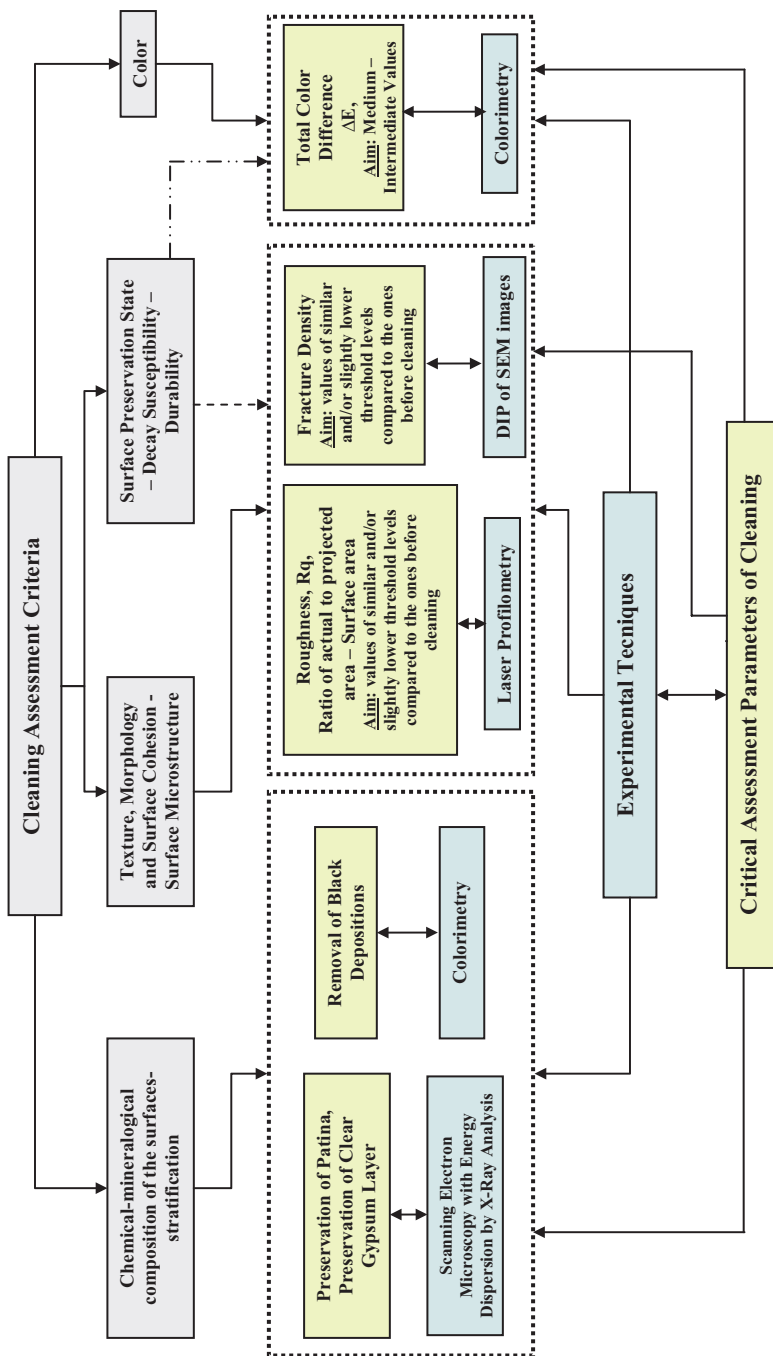 Cleaning Assessment Criteria
Chemical-mineralogical
composition of the surfaces-
stratification
Texture, Morphology
and Surface Cohesion -
Surface Microstructure
Surface Preservation State
– Decay Susceptibility –
Durability
Color
Preservation of Patina,
Preservation of Clear
Gypsum Layer
Scanning Electron
Microscopy with Energy
Dispersion by X-Ray Analysis
Removal of Black
Depositions
Colorimetry
Roughness, Rq,
Ratio of actual to projected
area – Surface area
Aim: values of similar and/or
slightly lower threshold levels
compared to the ones before
cleaning
Laser Profilometry
Fracture Density
Aim: values of similar
and/or slightly lower
threshold levels
compared to the ones
before cleaning
DIP of SEM images
Total Color
Difference
ΔE,
Aim: Medium –
Intermediate Values
Colorimetry
Experimental Tecniques
Critical Assessment Parameters of Cleaning